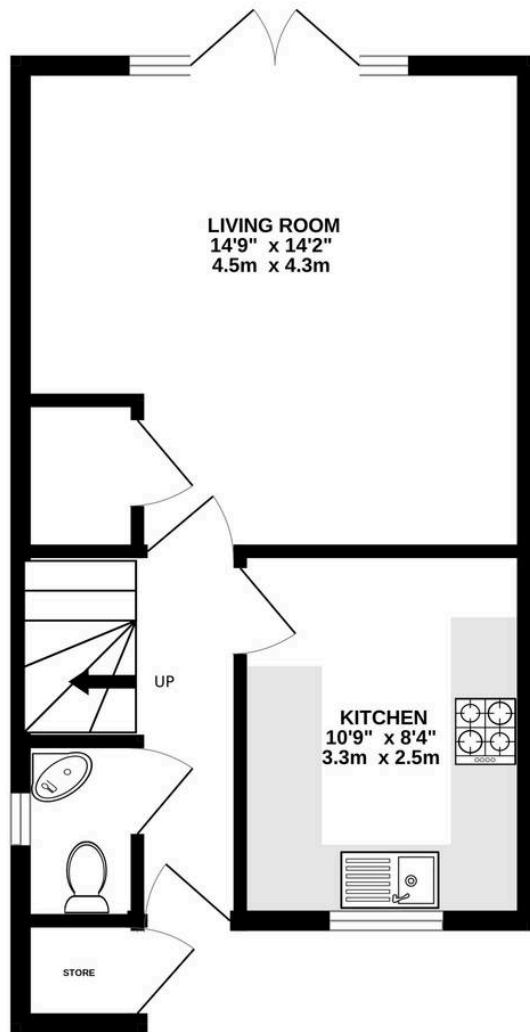 LIVING ROOM
14'9" x 14'2"
4.5m x 4.3m
UP
KITCHEN
10'9" x 8'4"
3.3m x 2.5m
STORE